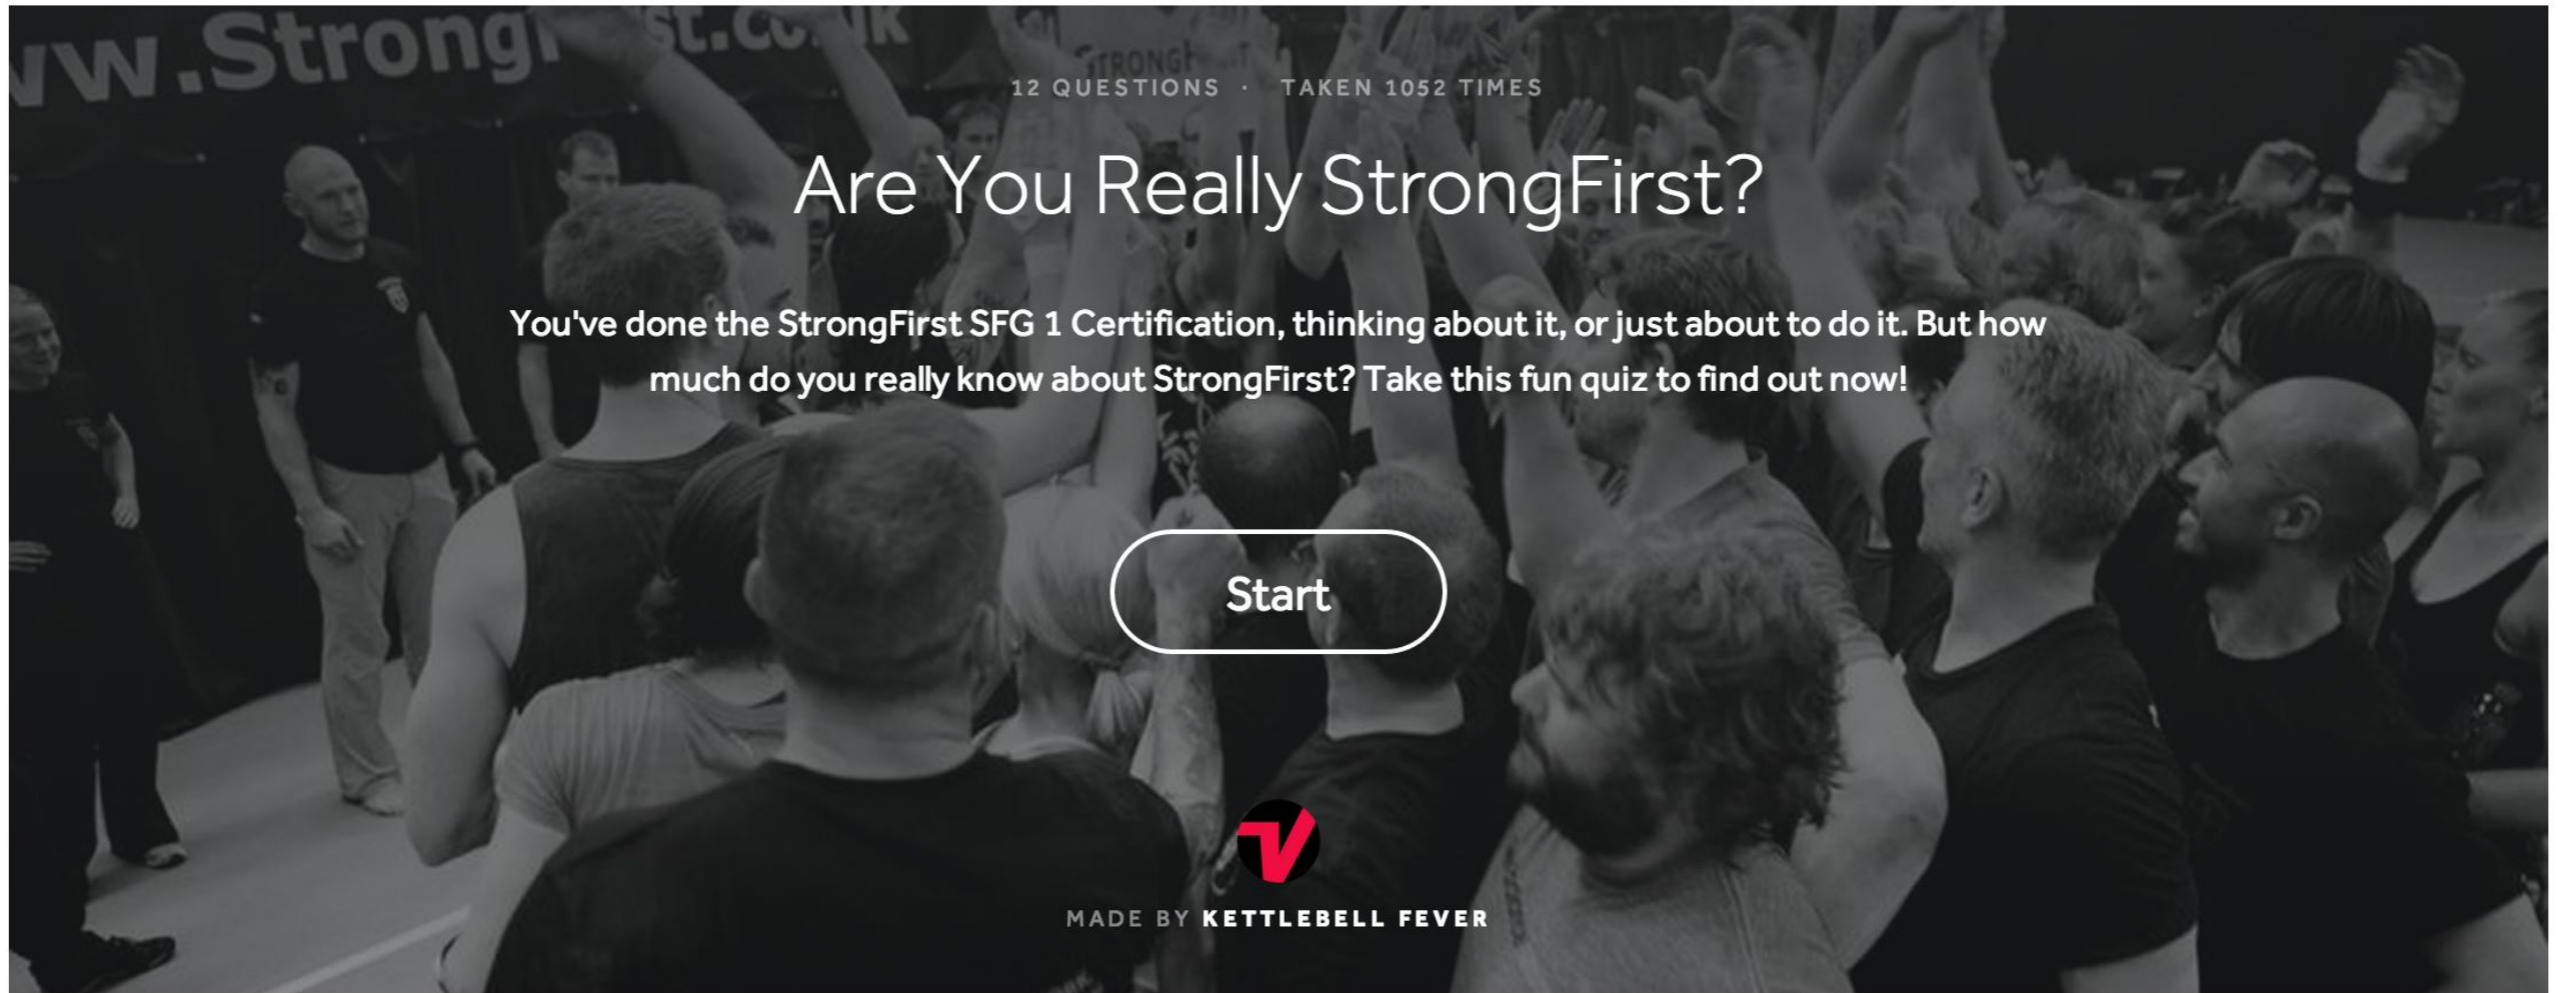 12 QUESTIONS · TAKEN 1052 TIMES
Are You Really StrongFirst?
You've done the StrongFirst SFG 1 Certification, thinking about it, or just about to do it. But how
much do you really know about StrongFirst? Take this fun quiz to find out now!
Start
MADE BY KETTLEBELL FEVER